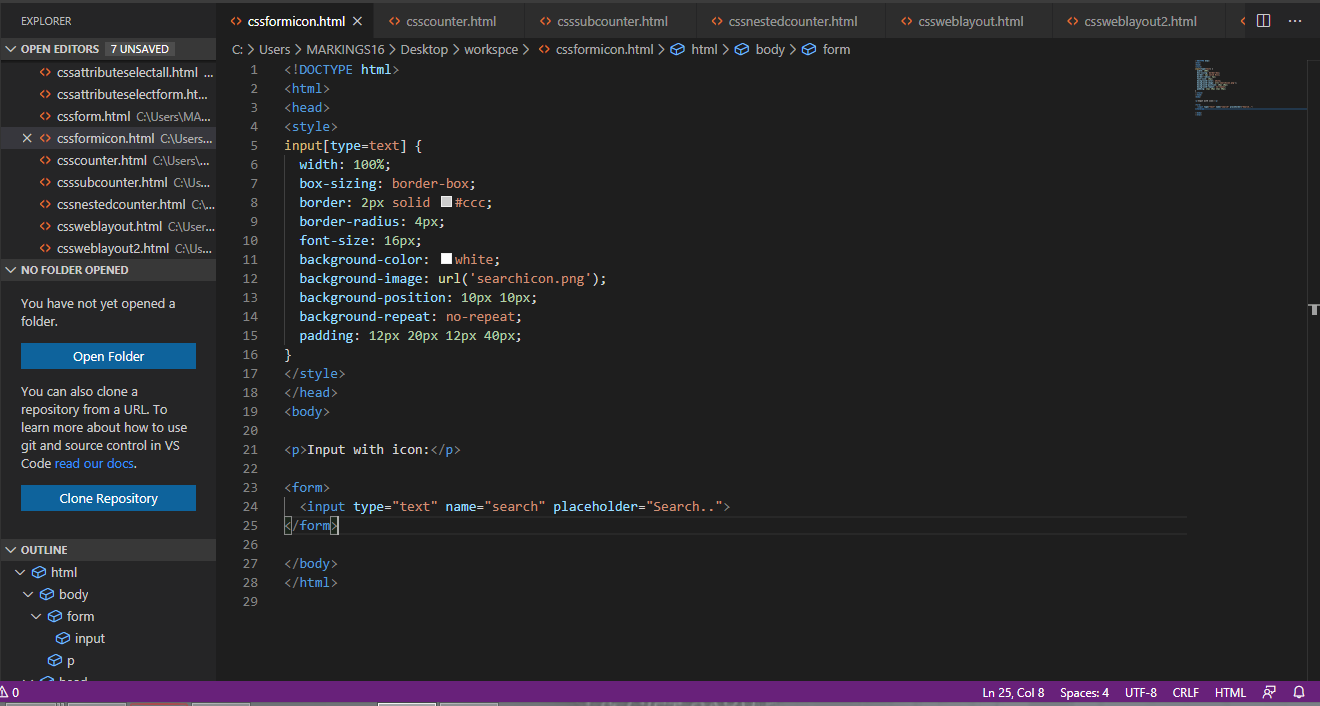 EXPLORER
OPEN EDITORS 7 UNSAVED
cssattributeselectall.html ...
cssattributeselectform.ht...
cssform.html C:\Users\MA...
cssformicon.html C:\Users...
csscounter.html C:\Users\...
csssubcounter.html C:\Us...
cssnestedcounter.html C:\...
cssweblayout.html C:\User...
cssweblayout2.html C:\Us...
NO FOLDER OPENED
You have not yet opened a
folder.
Open Folder
You can also clone a
repository from a URL. To
learn more about how to use
git and source control in VS
Code read our docs.
Clone Repository
OUTLINE
html
body
form
input
p
head
cssformicon.html csscounter.html csssubcounter.html cssnestedcounter.html cssweblayout.html cssweblayout2.html
C: > Users > MARKINGS16 > Desktop > workspce > cssformicon.html > html > body > form
1 <!DOCTYPE html>
2 <html>
3 <head>
4 <style>
5 input[type=text] {
6 width: 100%;
7 box-sizing: border-box;
8 border: 2px solid #ccc;
9 border-radius: 4px;
10 font-size: 16px;
11 background-color: white;
12 background-image: url('searchicon.png');
13 background-position: 10px 10px;
14 background-repeat: no-repeat;
15 padding: 12px 20px 12px 40px;
16 }
17 </style>
18 </head>
19 <body>
20
21 <p>Input with icon:</p>
22
23 <form>
24 <input type="text" name="search" placeholder="Search..">
25 </form>
26
27 </body>
28 </html>
29
0 Ln 25, Col 8 Spaces: 4 UTF-8 CRLF HTML